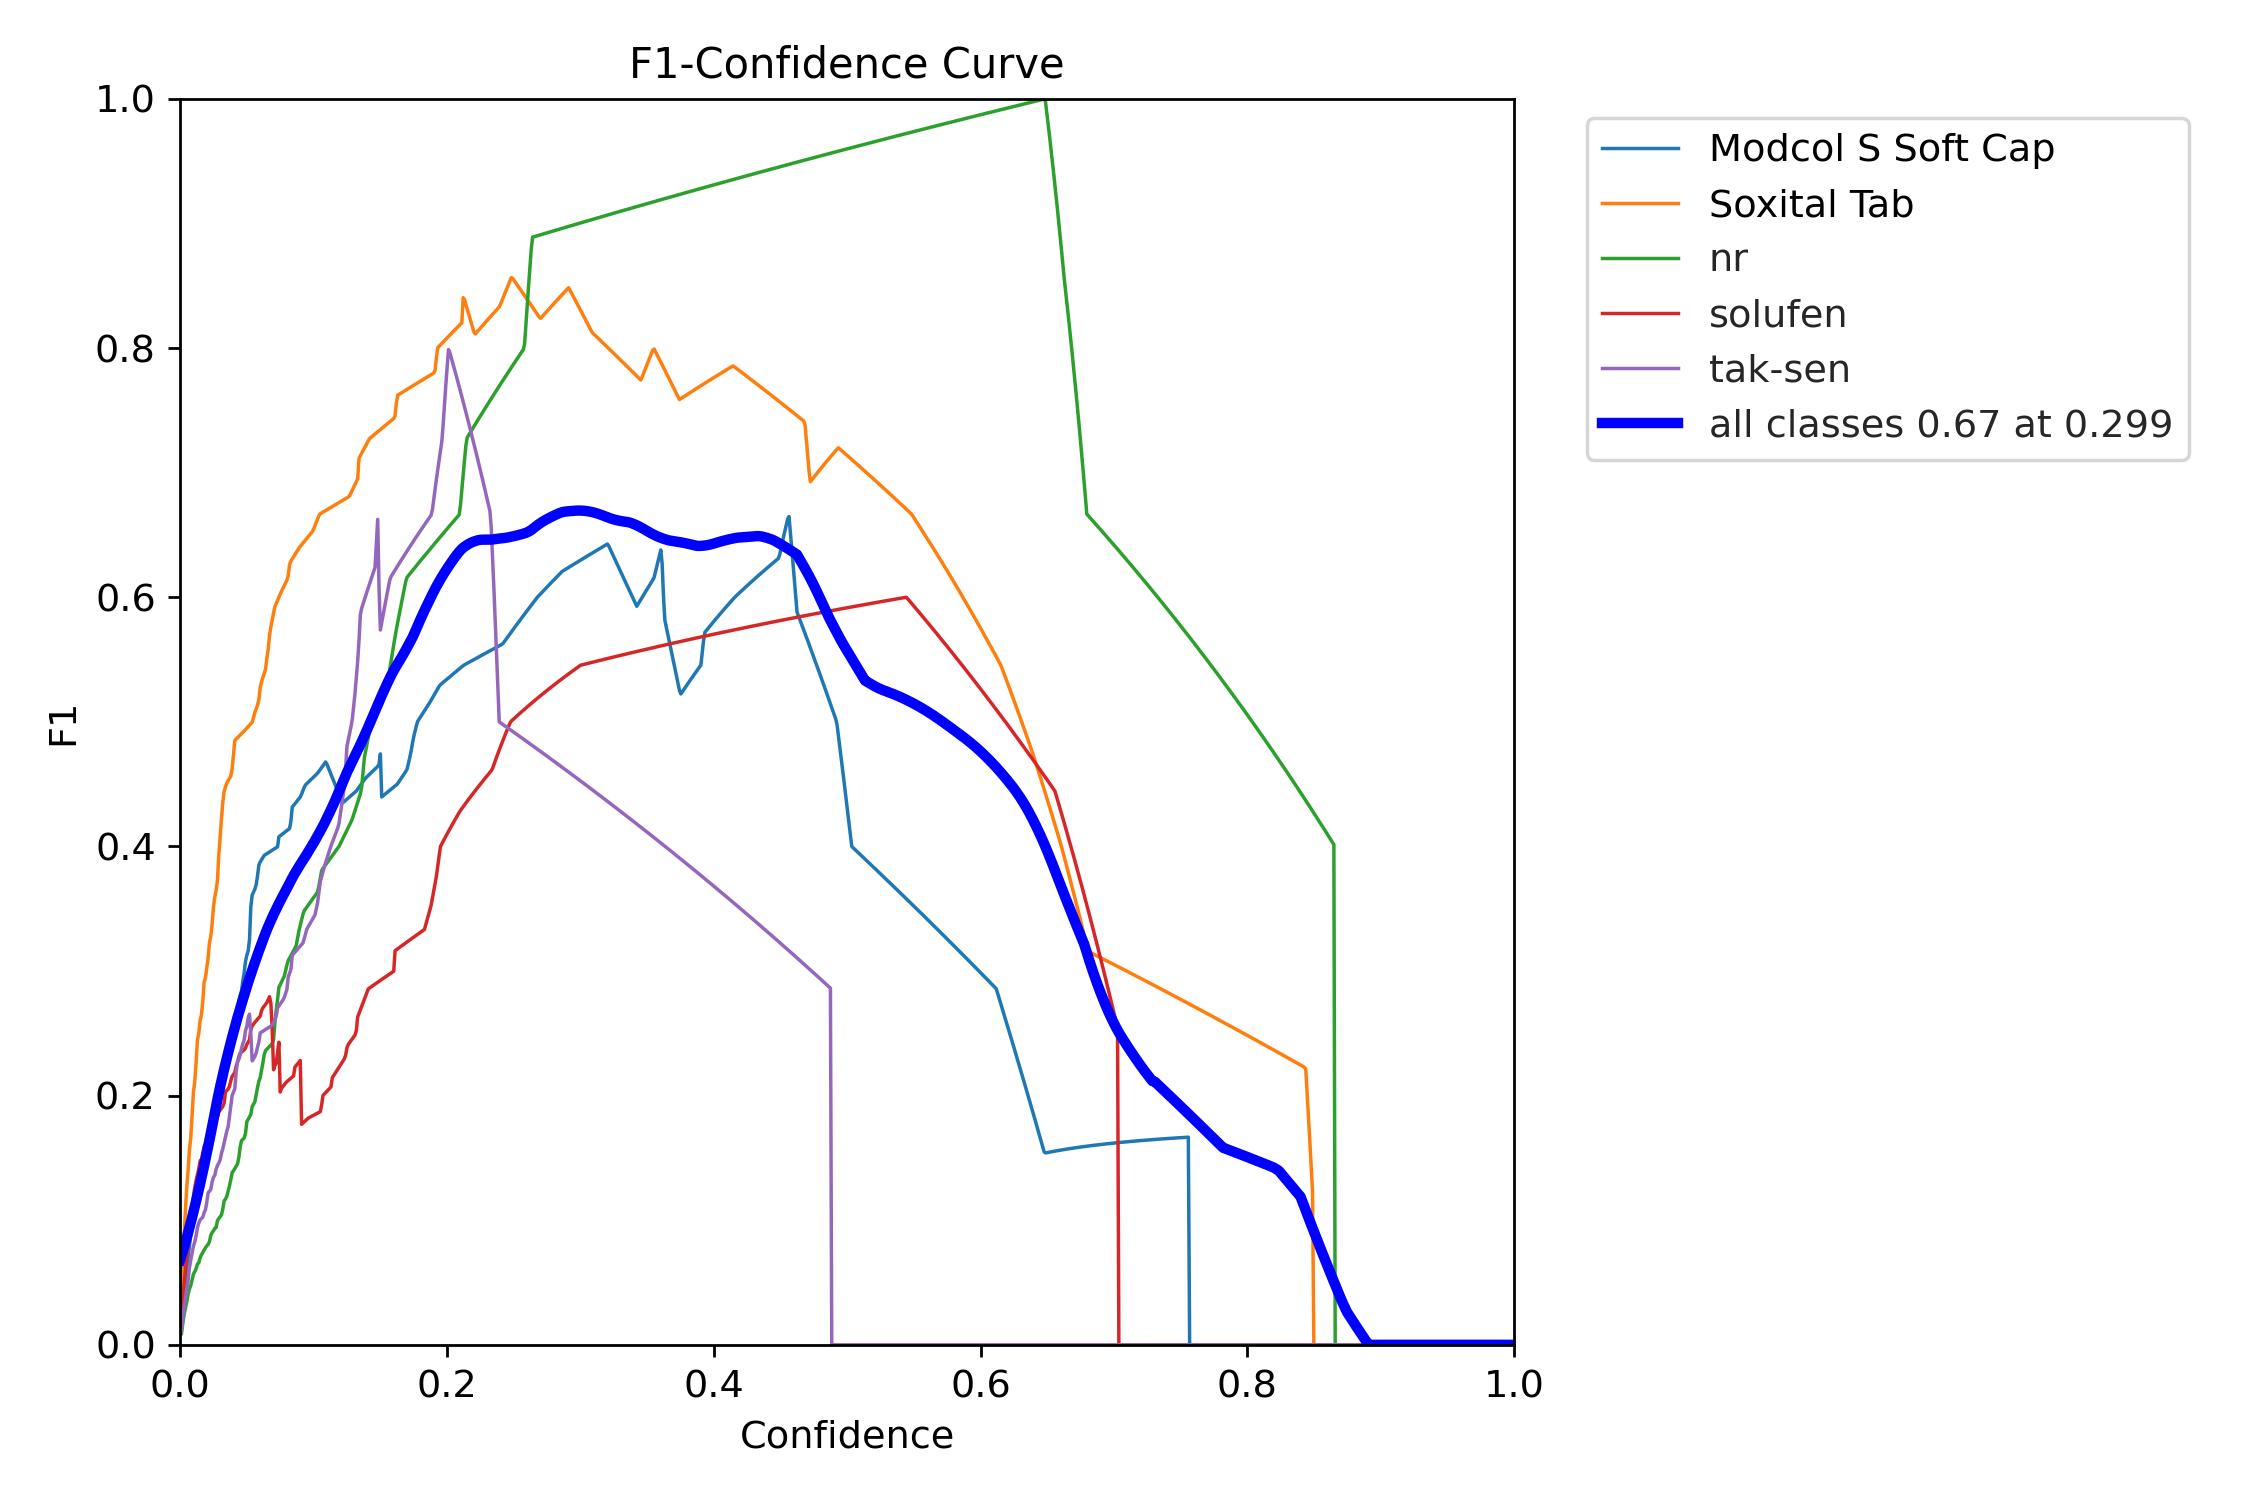 F1-Confidence Curve
1.0
0.8
0.6
0.4
0.2
0.0
F1
0.0 0.2 0.4 0.6 0.8 1.0
Confidence
Modcol S Soft Cap
Soxital Tab
nr
solufen
tak-sen
all classes 0.67 at 0.299